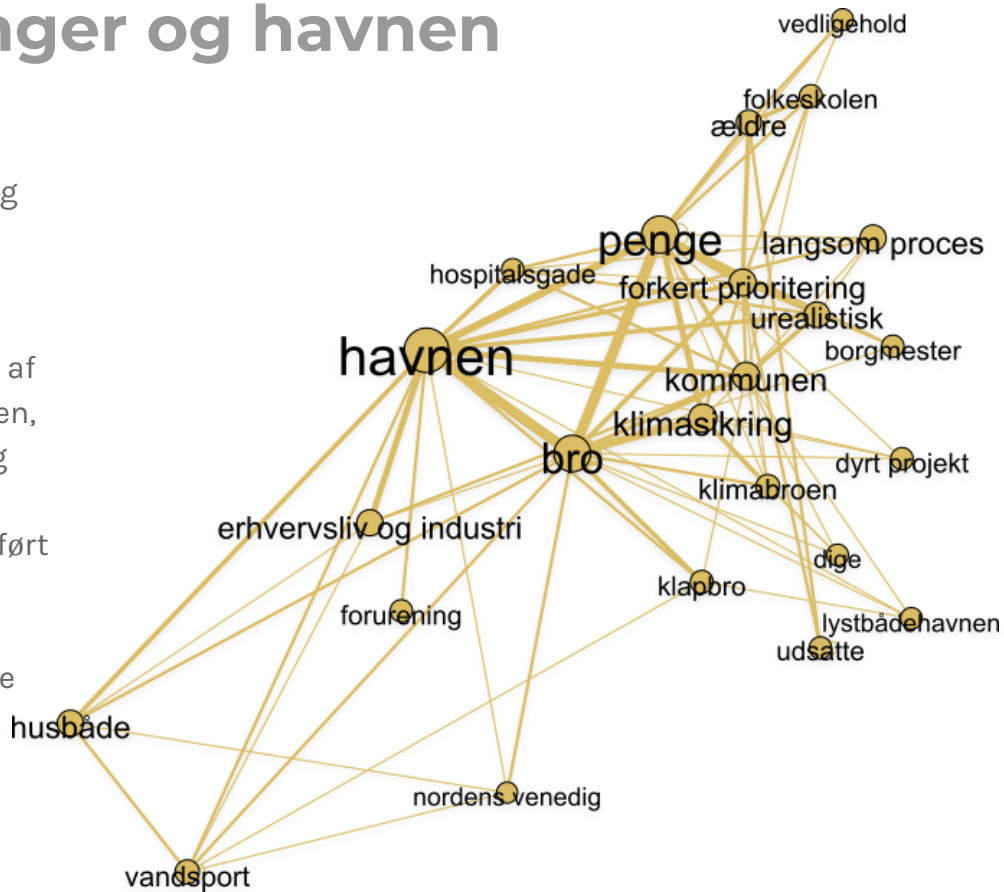 nger og havnen
g
af
en,
g
ført
e
vedligehold
folkeskolen
ældre
penge
langsom proces
hospitalsgade
forkert prioritering
urealistisk
havnen
borgmester
kommunen
klimasikring
bro
dyrt projekt
klimabroen
erhvervsliv og industri
dige
klapbro
forurening
lystbådehavnen
udsatte
husbåde
nordens venedig
vandsport